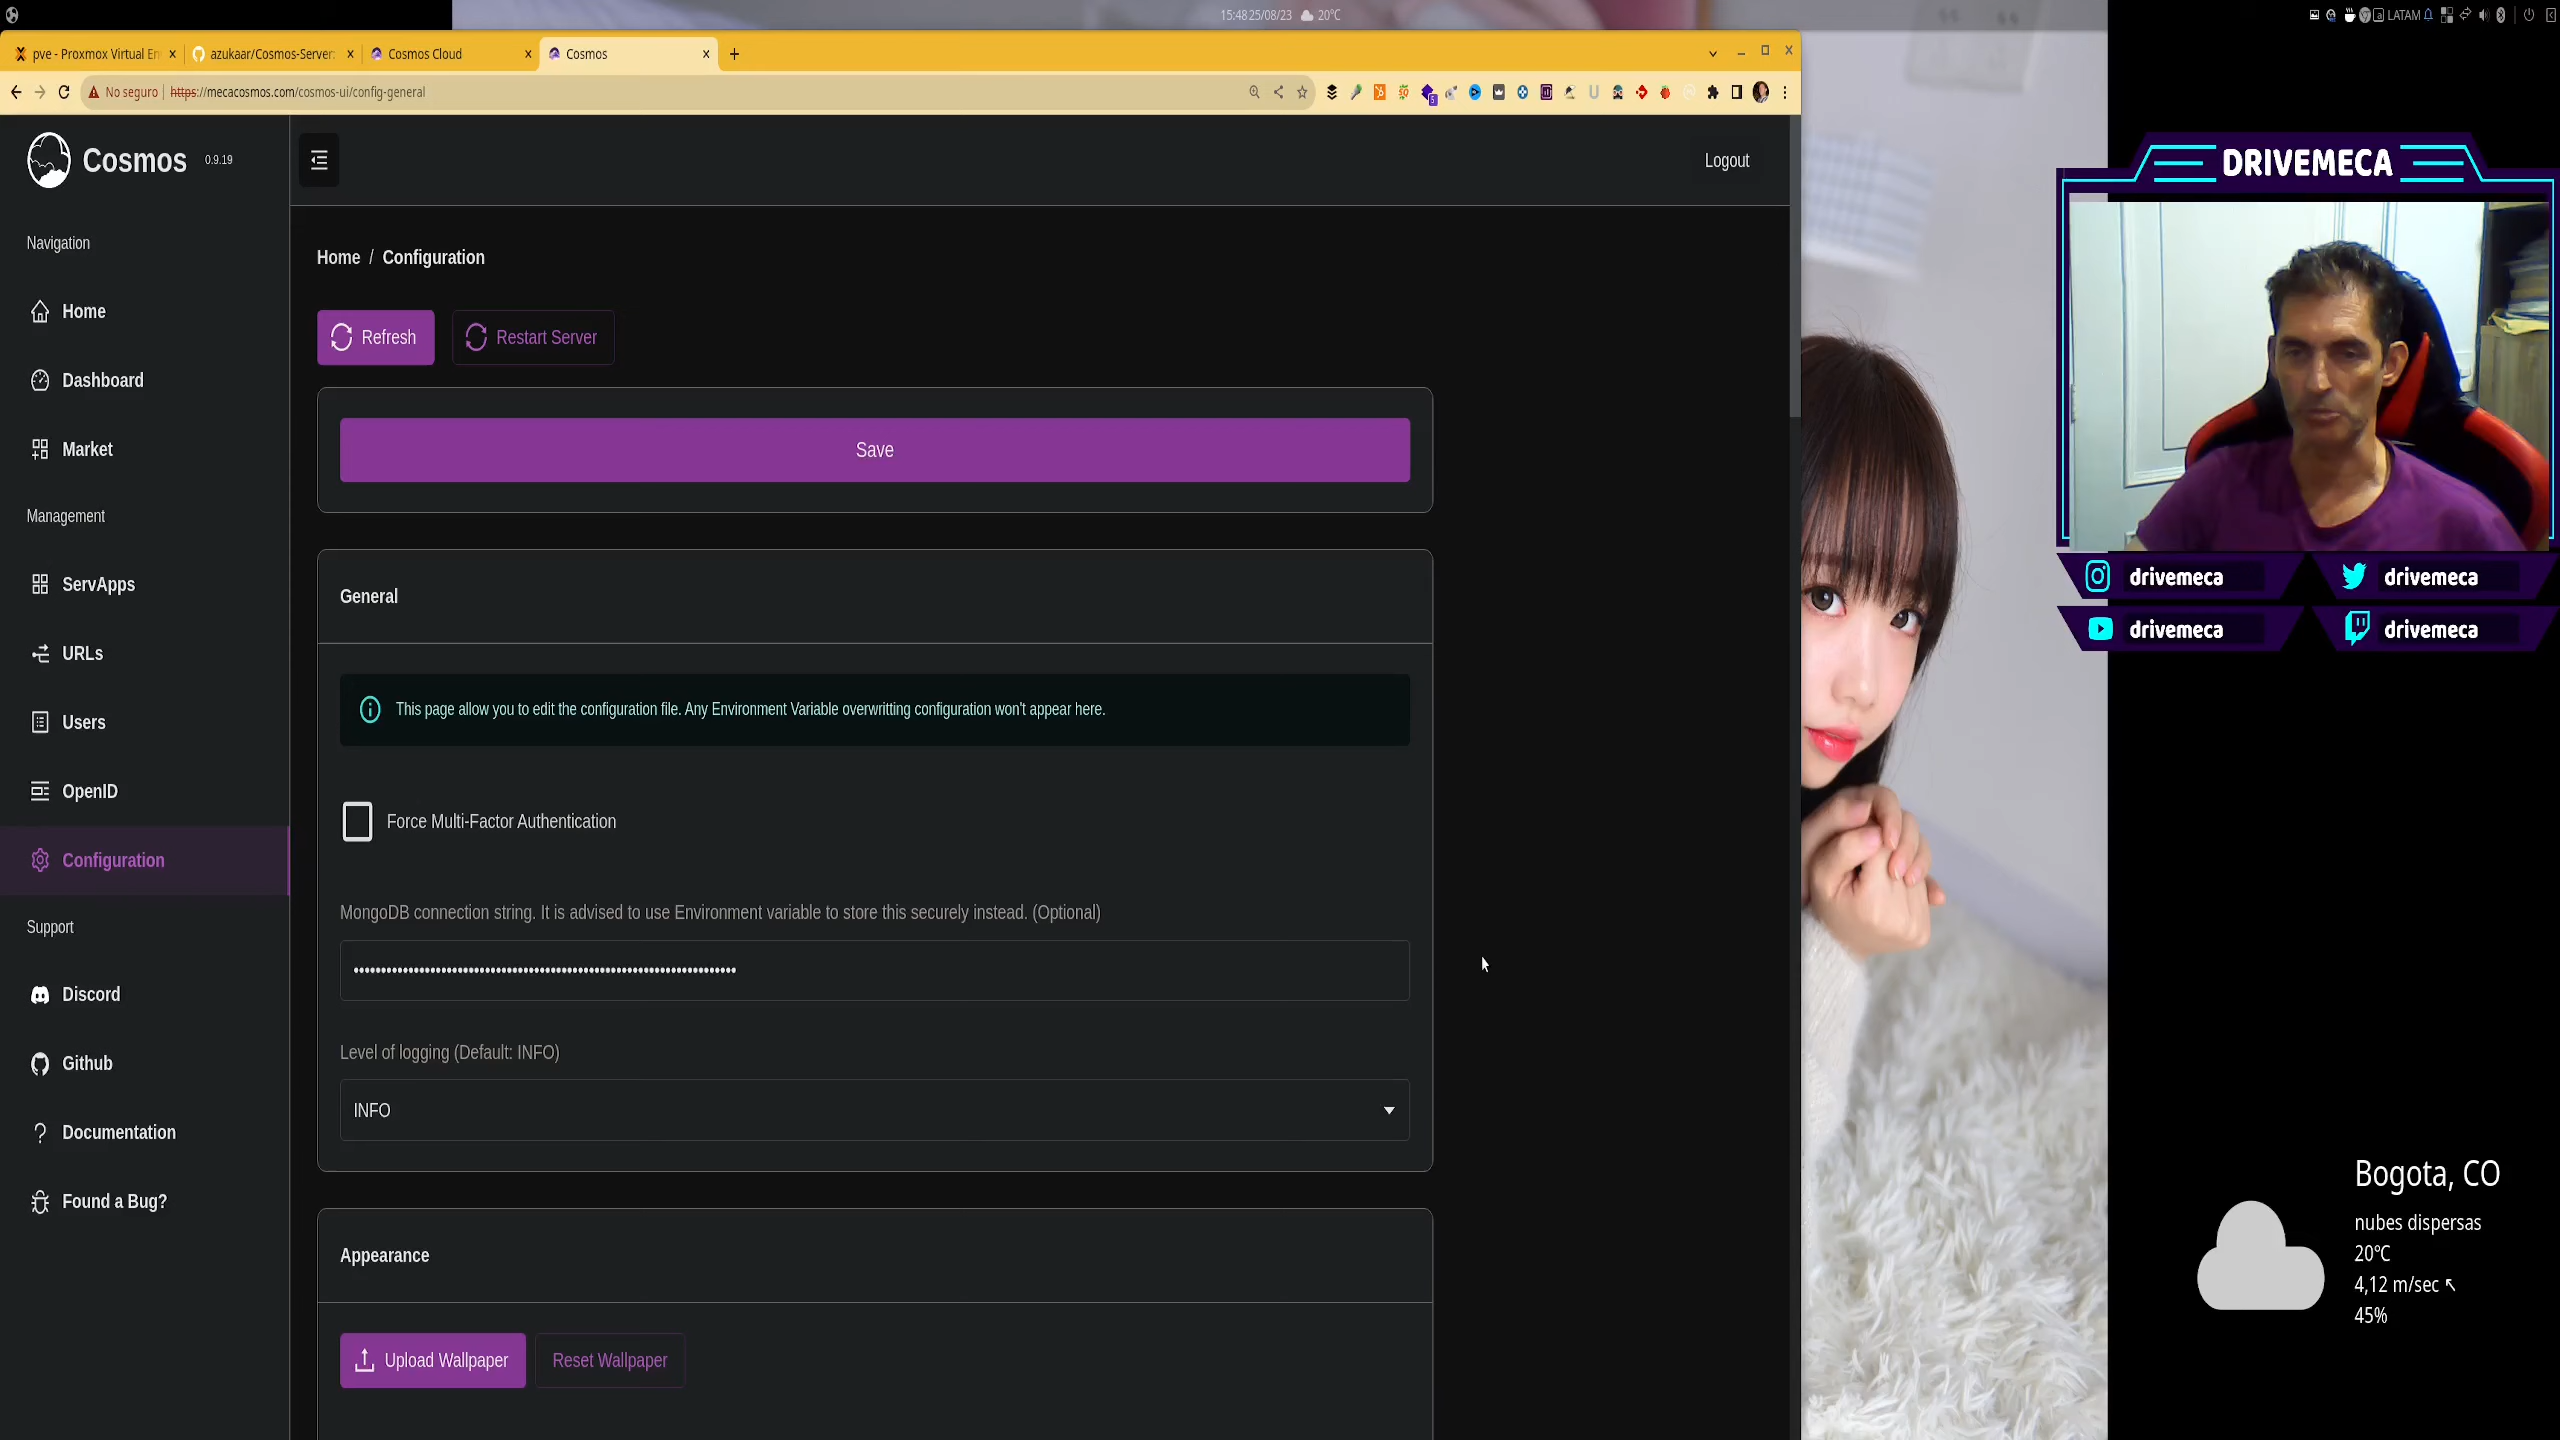 15:48 25/08/23 20°C
LATAM
pve - Proxmox Virtual En
azukaar/Cosmos-Server:
Cosmos Cloud
Cosmos
No seguro
https://mecacosmos.com/cosmos-ui/config-general
Cosmos 0.9.19
Logout
Navigation
Home
Dashboard
Market
Management
ServApps
URLs
Users
OpenID
Configuration
Support
Discord
Github
Documentation
Found a Bug?
Home / Configuration
Refresh
Restart Server
Save
General
This page allow you to edit the configuration file. Any Environment Variable overwritting configuration won't appear here.
Force Multi-Factor Authentication
MongoDB connection string. It is advised to use Environment variable to store this securely instead. (Optional)
Level of logging (Default: INFO)
INFO
Appearance
Upload Wallpaper
Reset Wallpaper
DRIVEMECA
drivemeca
drivemeca
drivemeca
drivemeca
Bogota, CO
nubes dispersas
20°C
4,12 m/sec ↖
45%